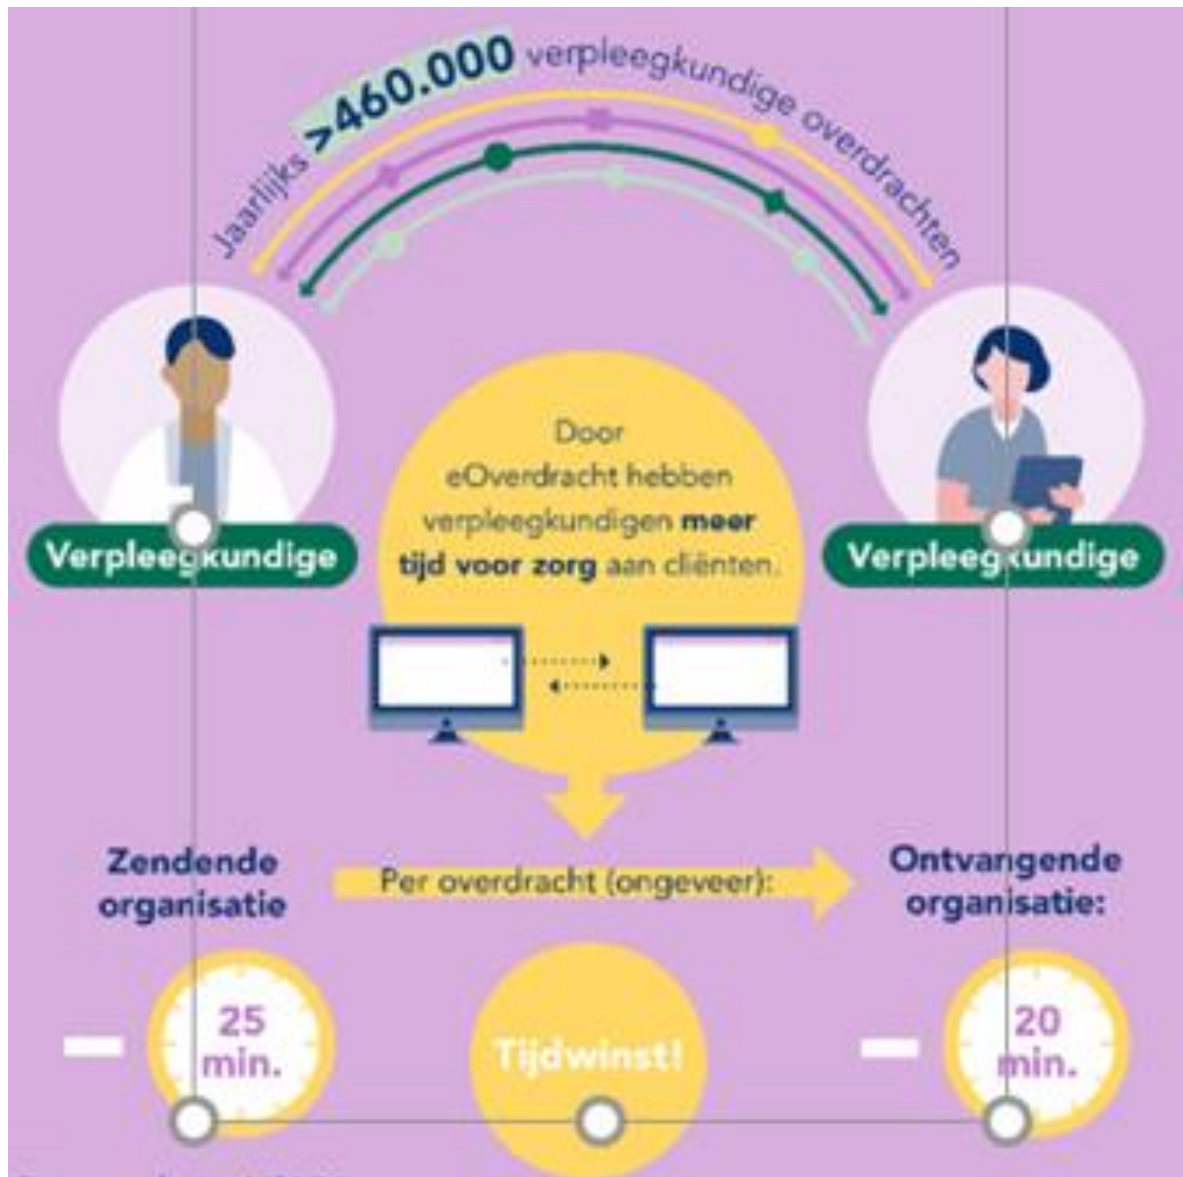 Jaarlijks >460.000 verpleegkundige overdrachten
Door
eOverdracht hebben
verpleegkundigen meer
tijd voor zorg aan cliënten.
Verpleegkundige
Verpleegkundige
Per overdracht (ongeveer):
Zendende
organisatie
25
min.
Tijdwinst!
Ontvangende
organisatie:
20
min.